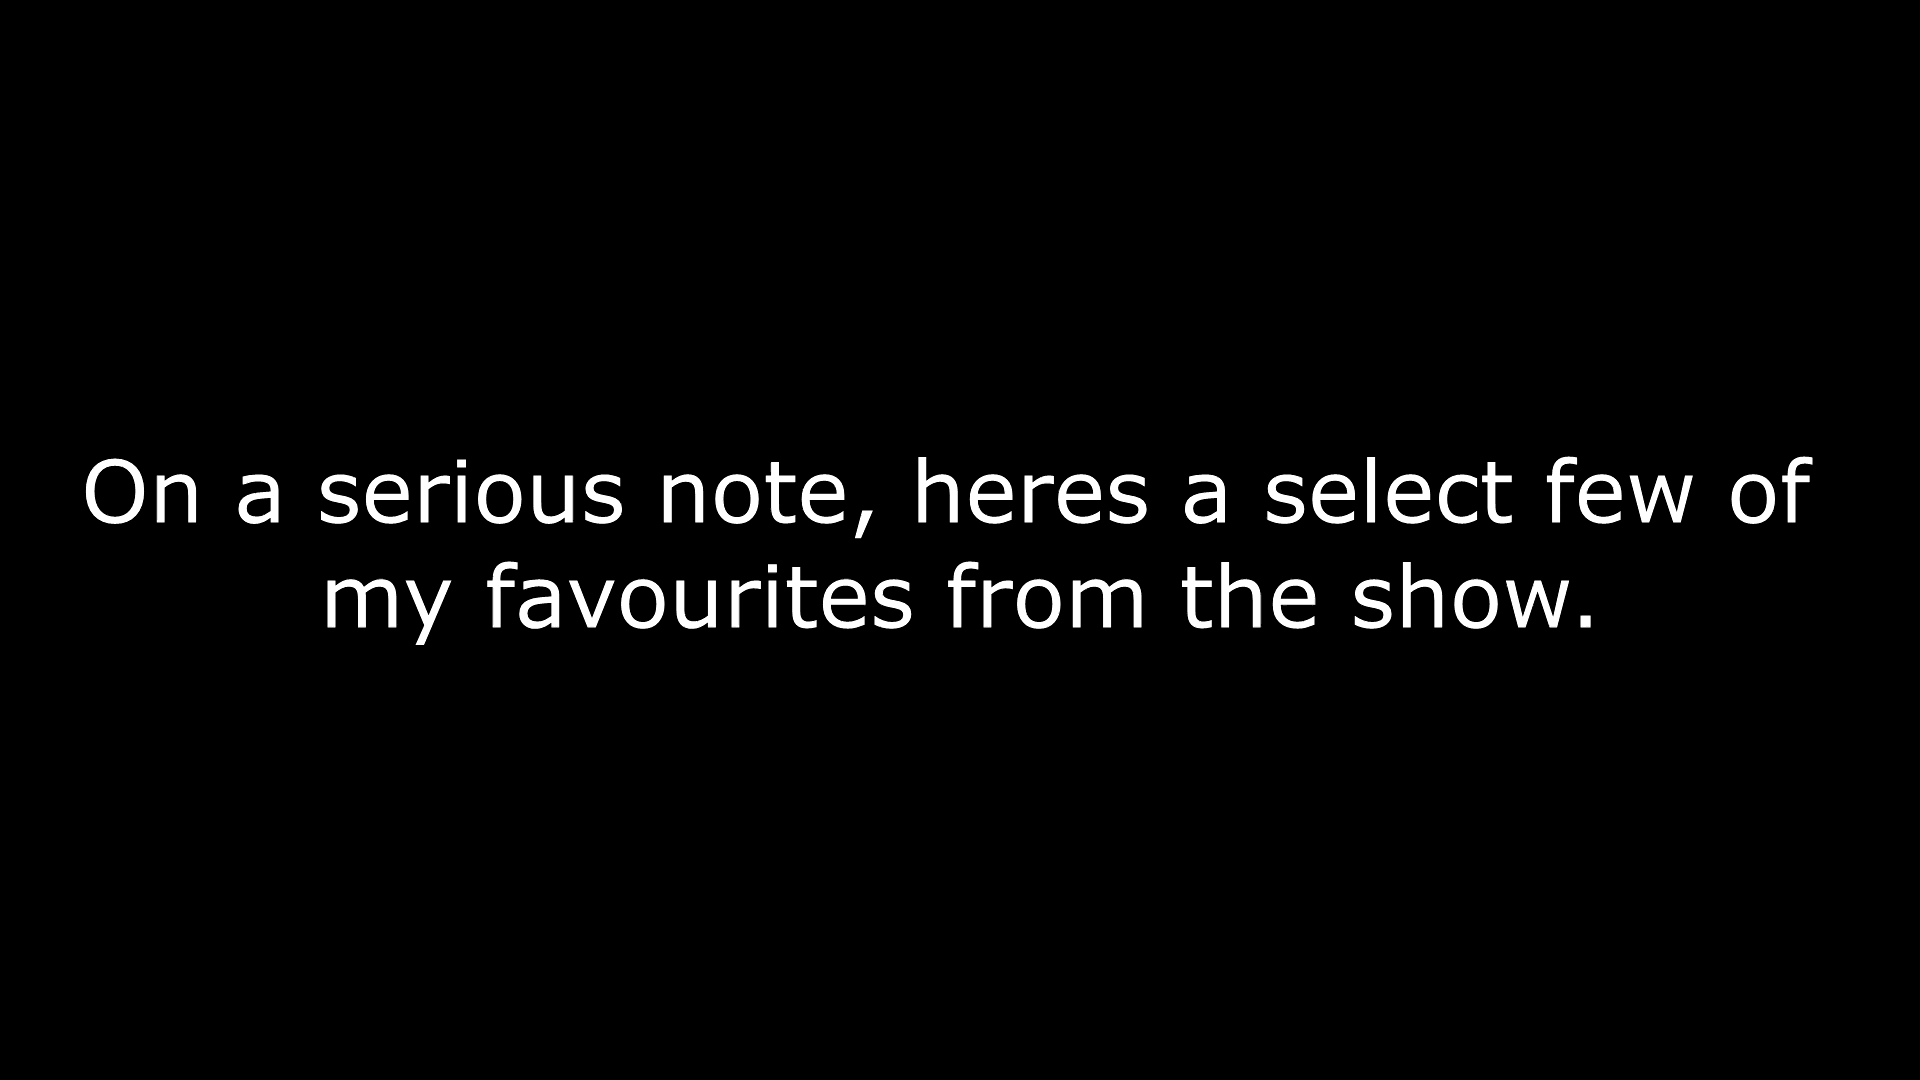 On a serious note, heres a select few of
my favourites from the show.